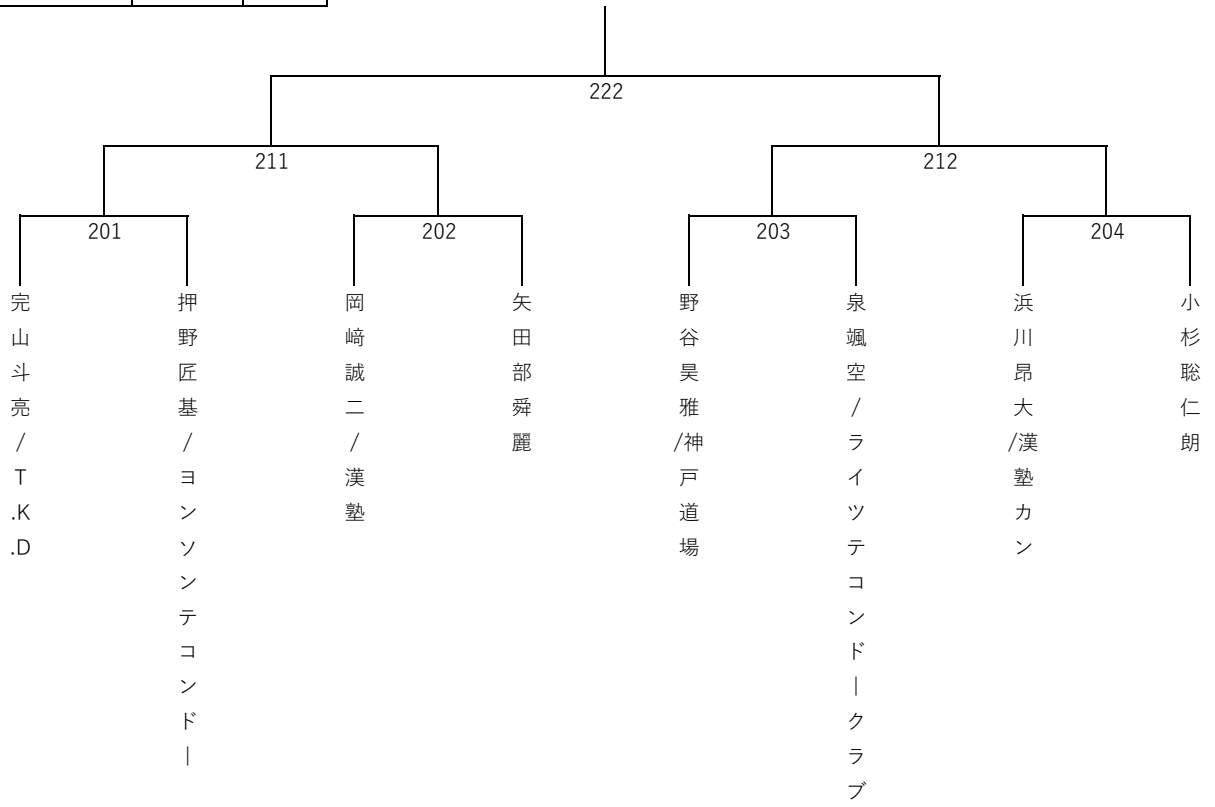 222
211
212
201
202
203
204
完山斗亮/T.K.D
押野匠基/ヨンソンテコンドー
岡﨑誠二/漢塾
矢田部舜麗
野谷昊雅/神戸道場
泉颯空/ライツテコンドークラブ
浜川昂大/漢塾カン
小杉聡仁朗